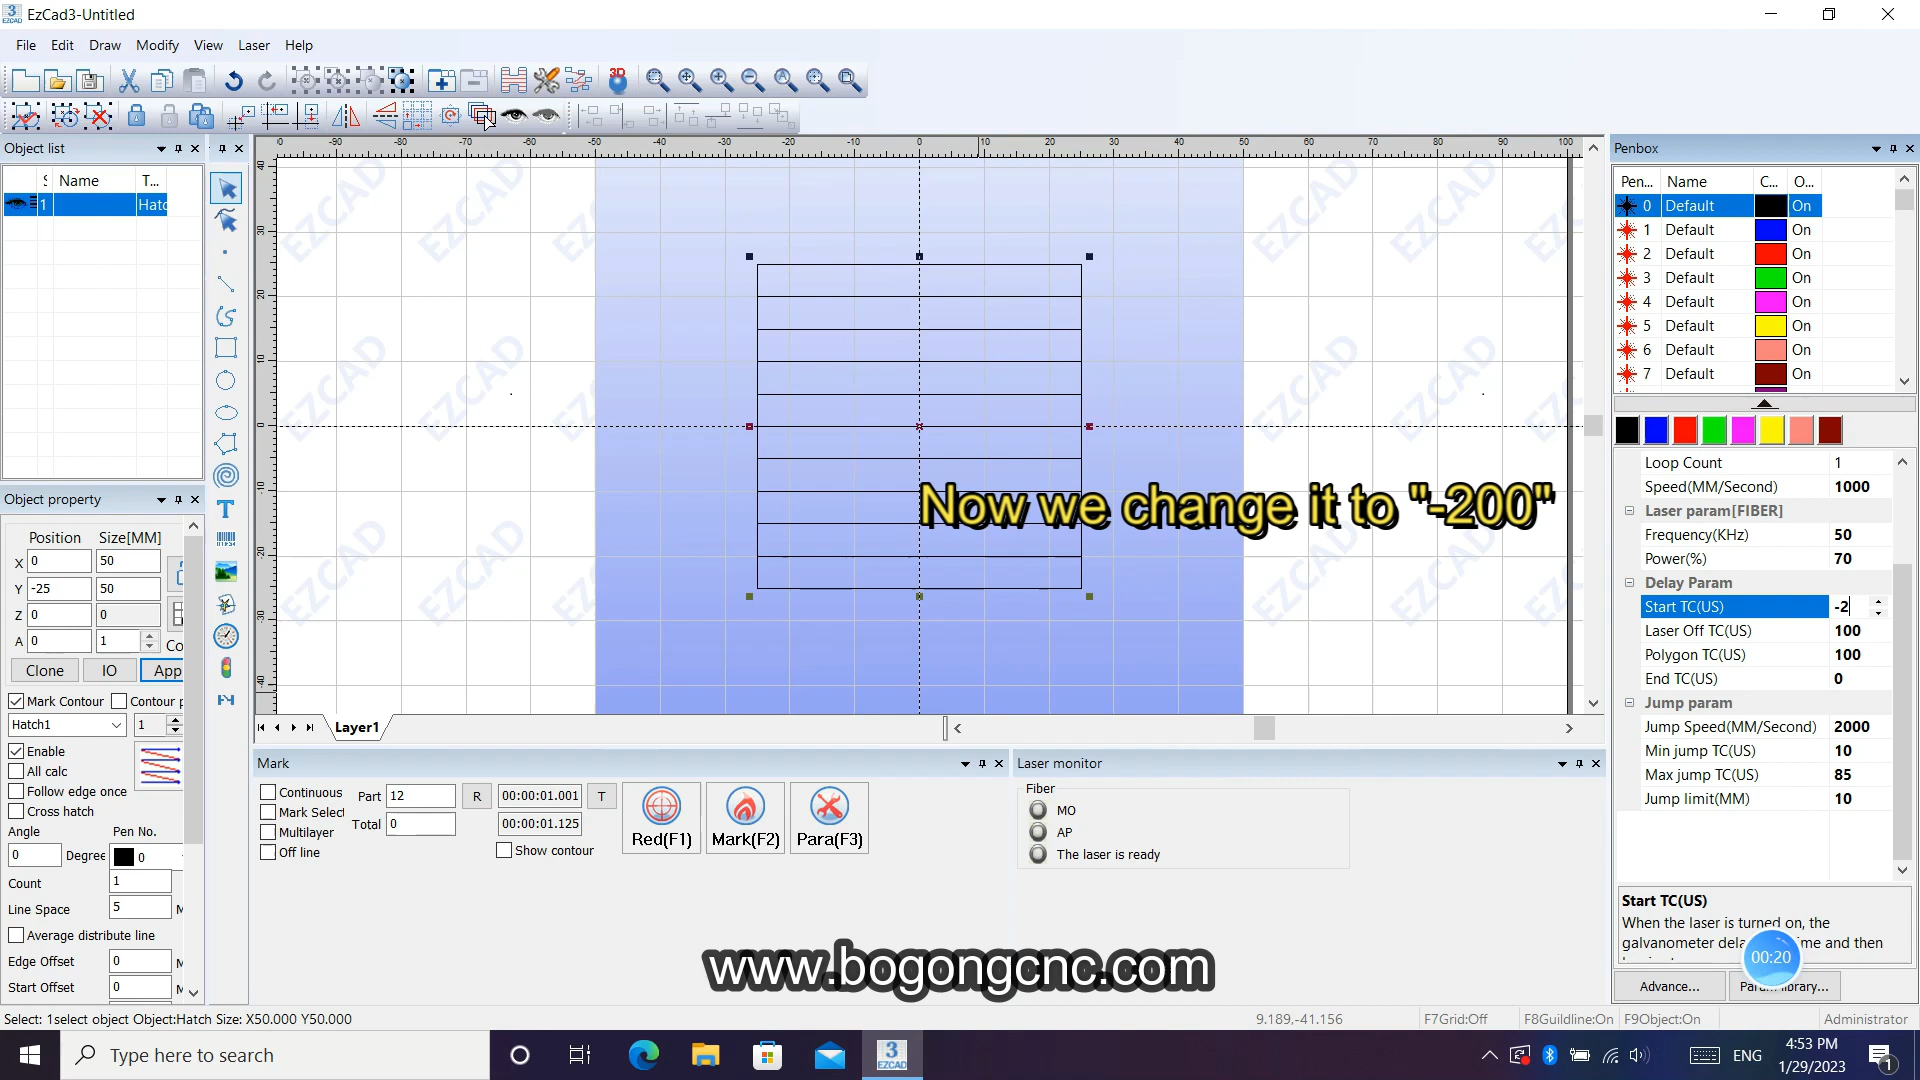 EzCad3-Untitled
File Edit Draw Modify View Laser Help
Object list
Name T...
1 Hatc
Object property
Position Size[MM]
X 0 50
Y -25 50
Z 0 0
A 0 1 Co
Clone IO App
Mark Contour Contour p
Hatch1 1
Enable
All calc
Follow edge once
Cross hatch
Angle Pen No.
0 Degree 0
Count 1
Line Space 5
Average distribute line
Edge Offset 0
Start Offset 0
EZCAD
Now we change it to "-200"
Layer1
Mark
Continuous
Mark Select
Multilayer
Off line
Part 12 R 00:00:01.001 T
Total 0 00:00:01.125
Show contour
Red(F1) Mark(F2) Para(F3)
Laser monitor
Fiber
MO
AP
The laser is ready
www.bogongcnc.com
Penbox
Pen... Name C... O...
0 Default On
1 Default On
2 Default On
3 Default On
4 Default On
5 Default On
6 Default On
7 Default On
Loop Count 1
Speed(MM/Second) 1000
Laser param[FIBER]
Frequency(KHz) 50
Power(%) 70
Delay Param
Start TC(US) -2
Laser Off TC(US) 100
Polygon TC(US) 100
End TC(US) 0
Jump param
Jump Speed(MM/Second) 2000
Min jump TC(US) 10
Max jump TC(US) 85
Jump limit(MM) 10
Start TC(US)
When the laser is turned on, the
galvanometer dela me and then
00:20
Advance... Para library...
Select: 1select object Object:Hatch Size: X50.000 Y50.000
9.189,-41.156 F7Grid:Off F8Guildline:On F9Object:On Administrator
Type here to search
ENG
4:53 PM
1/29/2023